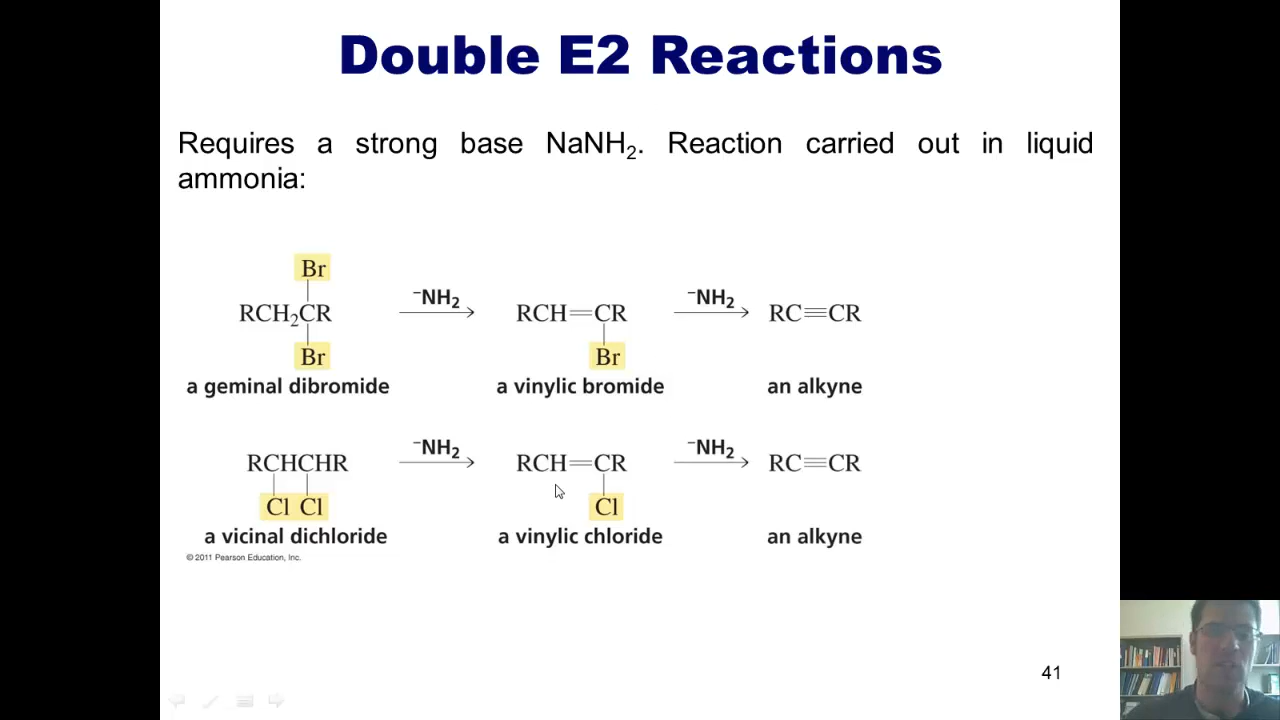 Double E2 Reactions
Requires a strong base NaNH₂. Reaction carried out in liquid
ammonia:
Br
RCH₂CR ⁻NH₂ RCH=CR ⁻NH₂ RC≡CR
Br Br
a geminal dibromide a vinylic bromide an alkyne
RCHCHR ⁻NH₂ RCH=CR ⁻NH₂ RC≡CR
Cl Cl Cl
a vicinal dichloride a vinylic chloride an alkyne
© 2011 Pearson Education, Inc.
41